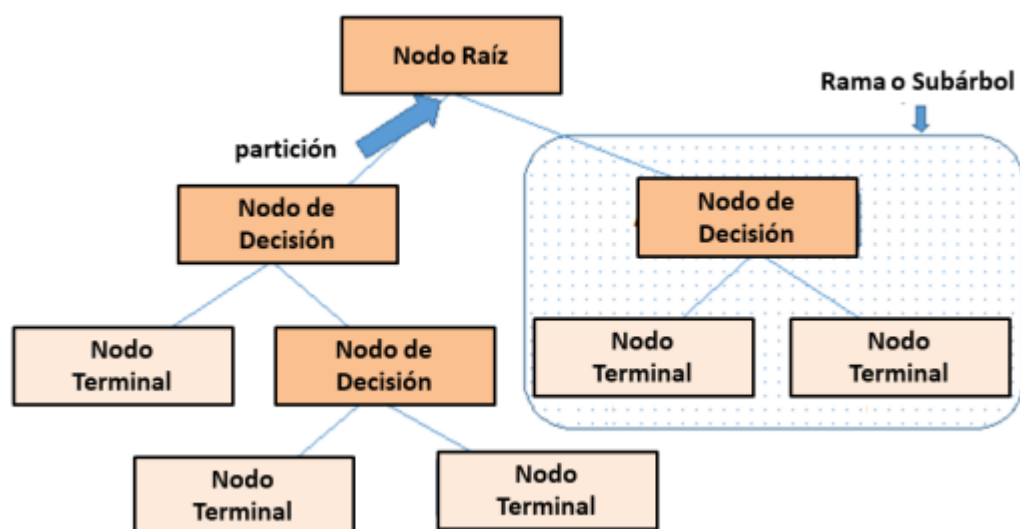 Nodo Raíz
Rama o Subárbol
partición
Nodo de
Decisión
Nodo de
Decisión
Nodo
Terminal
Nodo de
Decisión
Nodo
Terminal
Nodo
Terminal
Nodo
Terminal
Nodo
Terminal